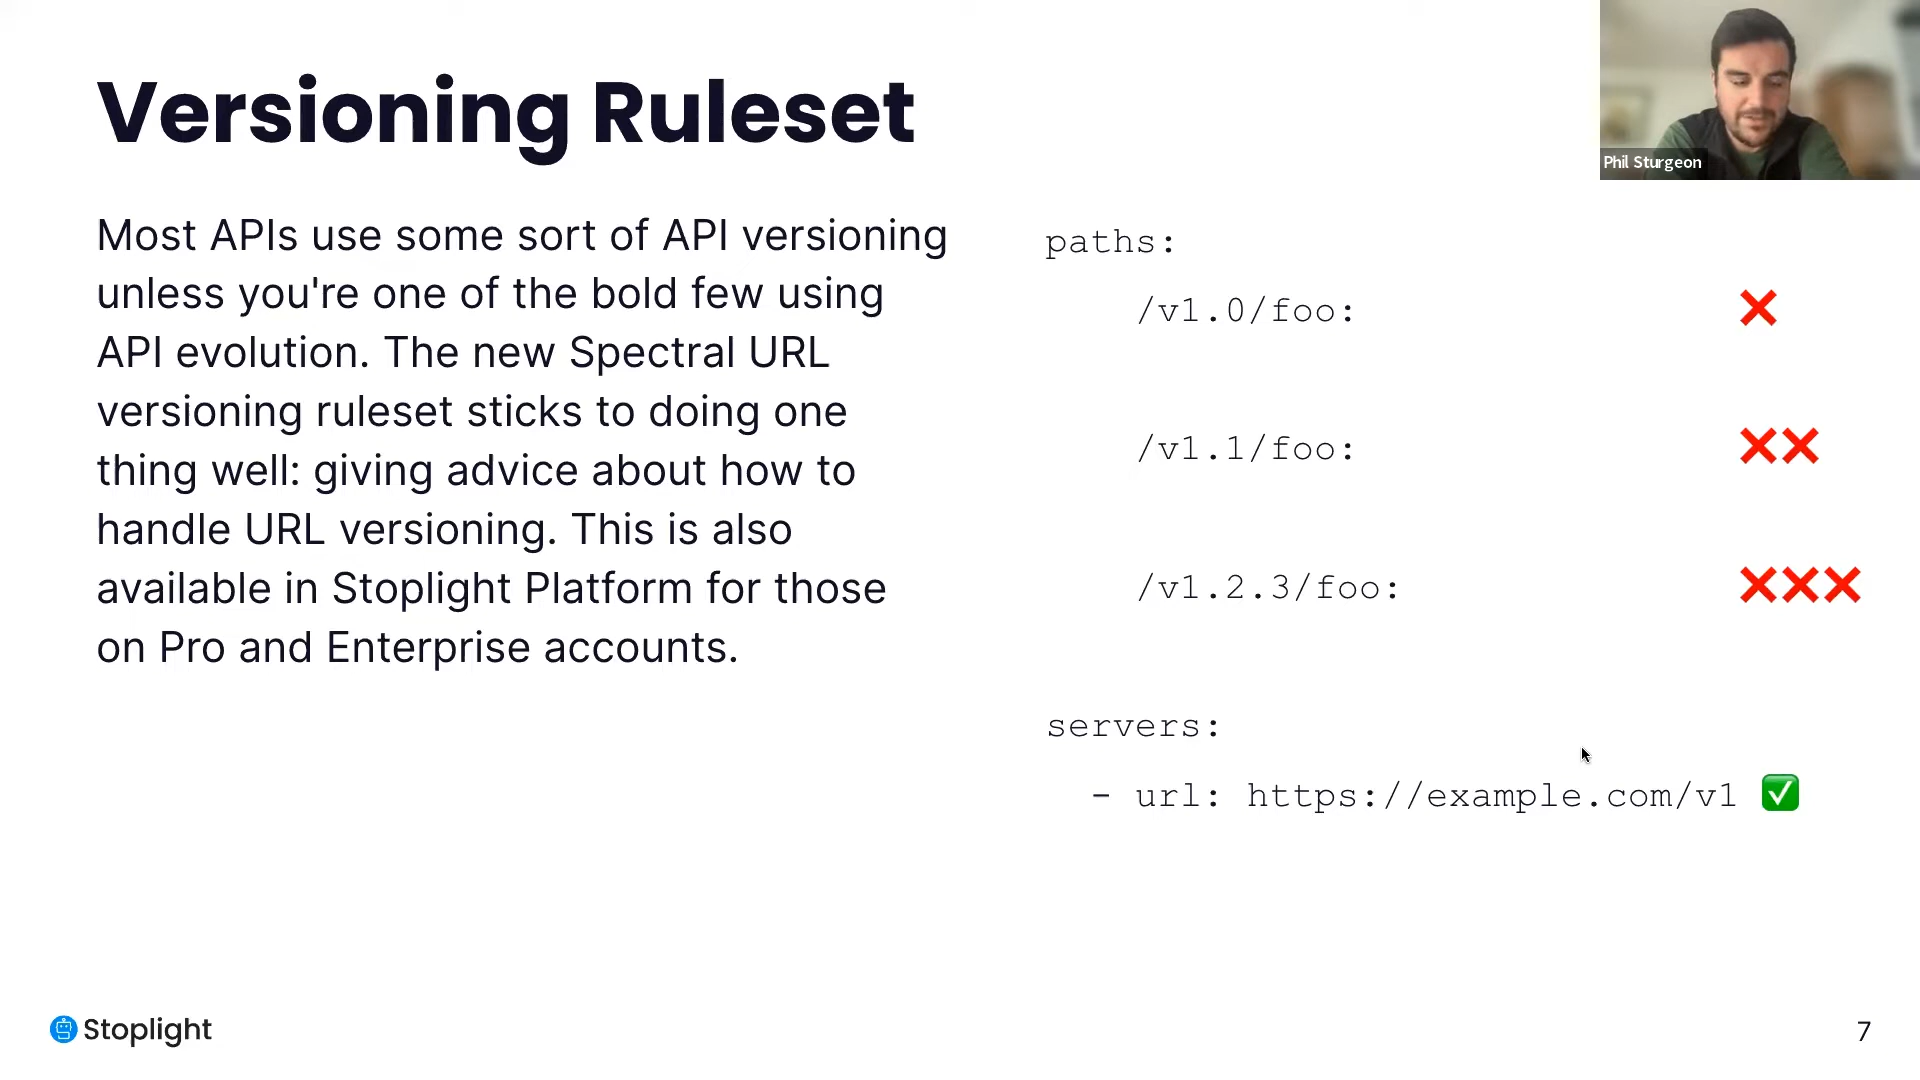 Versioning Ruleset
Phil Sturgeon
Most APIs use some sort of API versioning
unless you're one of the bold few using
API evolution. The new Spectral URL
versioning ruleset sticks to doing one
thing well: giving advice about how to
handle URL versioning. This is also
available in Stoplight Platform for those
on Pro and Enterprise accounts.
paths:
/v1.0/foo: ❌
/v1.1/foo: ❌❌
/v1.2.3/foo: ❌❌❌
servers:
- url: https://example.com/v1 ✅
Stoplight
7